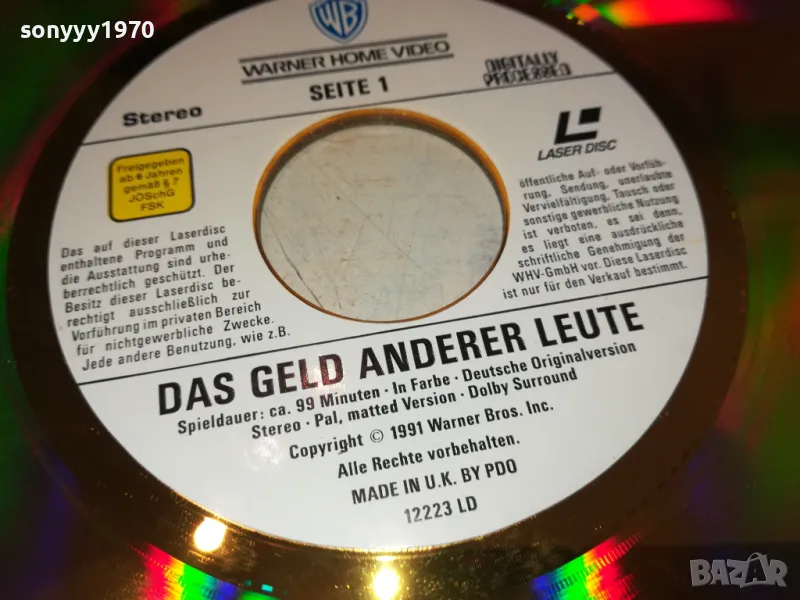 sonyyy1970
WB
WARNER HOME VIDEO
SEITE 1
Stereo
DIGITALLY
PROCESSED
LASER DISC
Freigegeben
ab 6 Jahren
gemäß § 7
JÖSchG
FSK
Das auf dieser Laserdisc
enthaltene Programm und
die Ausstattung sind urhe-
berrechtlich geschützt. Der
Besitz dieser Laserdisc be-
rechtigt ausschließlich zur
Vorführung im privaten Bereich
für nichtgewerbliche Zwecke.
Jede andere Benutzung, wie z.B.
öffentliche Auf- oder Vorfüh-
rung, Sendung, unerlaubte
Vervielfältigung, Tausch oder
sonstige gewerbliche Nutzung
ist verboten, es sei denn,
es liegt eine ausdrückliche
schriftliche Genehmigung der
WHV-GmbH vor. Diese Laserdisc
ist nur für den Verkauf bestimmt.
DAS GELD ANDERER LEUTE
Spieldauer: ca. 99 Minuten · In Farbe · Deutsche Originalversion
Stereo · Pal, matted Version · Dolby Surround
Copyright © 1991 Warner Bros. Inc.
Alle Rechte vorbehalten.
MADE IN U.K. BY PDO
12223 LD
BAZAR